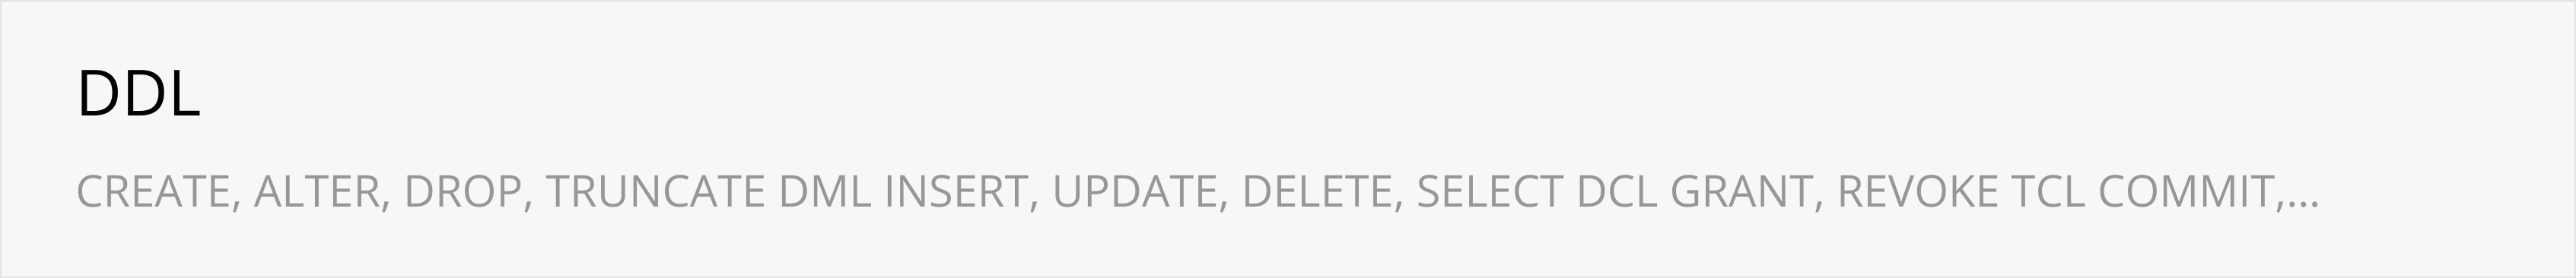 DDL
CREATE, ALTER, DROP, TRUNCATE DML INSERT, UPDATE, DELETE, SELECT DCL GRANT, REVOKE TCL COMMIT,...